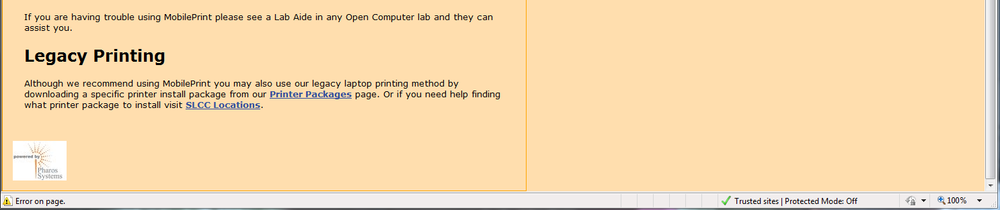 If you are having trouble using MobilePrint please see a Lab Aide in any Open Computer lab and they can
assist you.
Legacy Printing
Although we recommend using MobilePrint you may also use our legacy laptop printing method by
downloading a specific printer install package from our Printer Packages page. Or if you need help finding
what printer package to install visit SLCC Locations.
powered by
Pharos
Systems
Error on page.
Trusted sites | Protected Mode: Off
100%